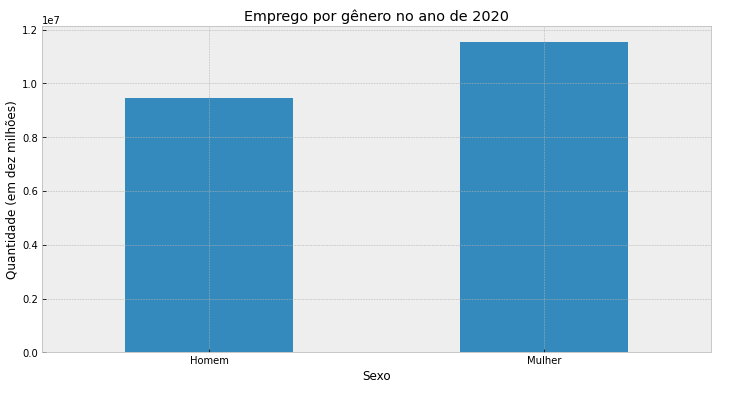 Emprego por gênero no ano de 2020
1e7
1.2
1.0
0.8
0.6
0.4
0.2
0.0
Quantidade (em dez milhões)
Homem
Mulher
Sexo